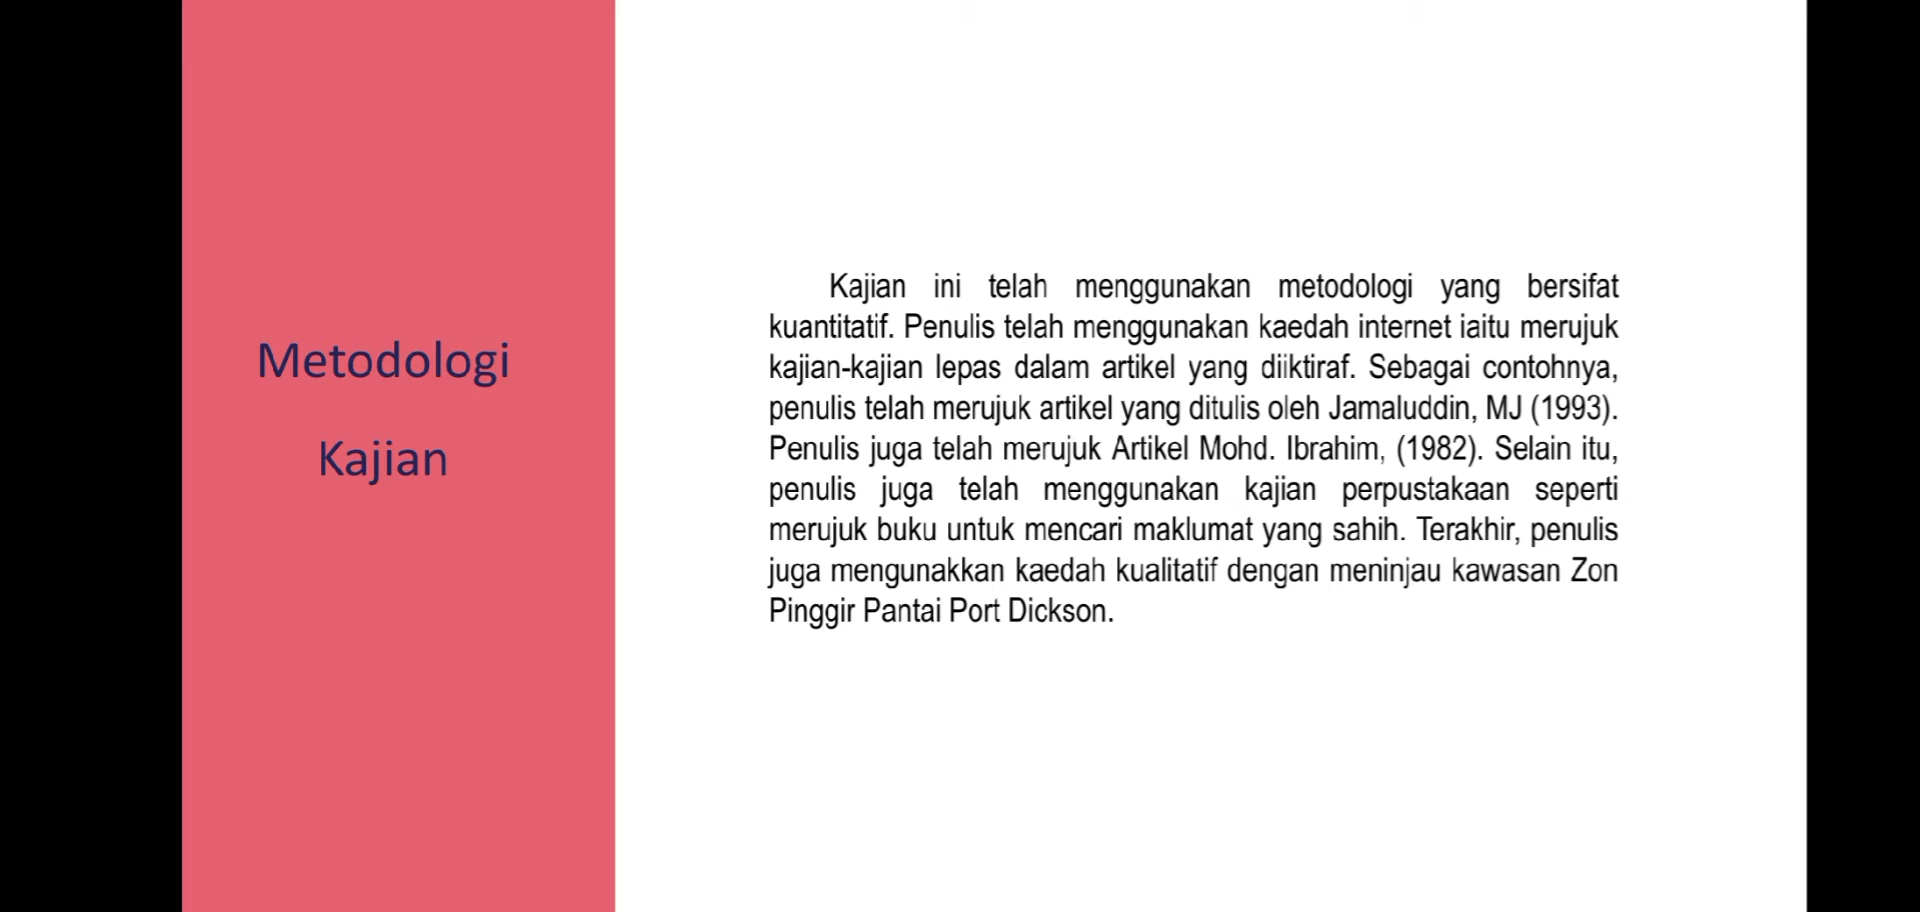 Metodologi
Kajian
Kajian ini telah menggunakan metodologi yang bersifat
kuantitatif. Penulis telah menggunakan kaedah internet iaitu merujuk
kajian-kajian lepas dalam artikel yang diiktiraf. Sebagai contohnya,
penulis telah merujuk artikel yang ditulis oleh Jamaluddin, MJ (1993).
Penulis juga telah merujuk Artikel Mohd. Ibrahim, (1982). Selain itu,
penulis juga telah menggunakan kajian perpustakaan seperti
merujuk buku untuk mencari maklumat yang sahih. Terakhir, penulis
juga mengunakkan kaedah kualitatif dengan meninjau kawasan Zon
Pinggir Pantai Port Dickson.